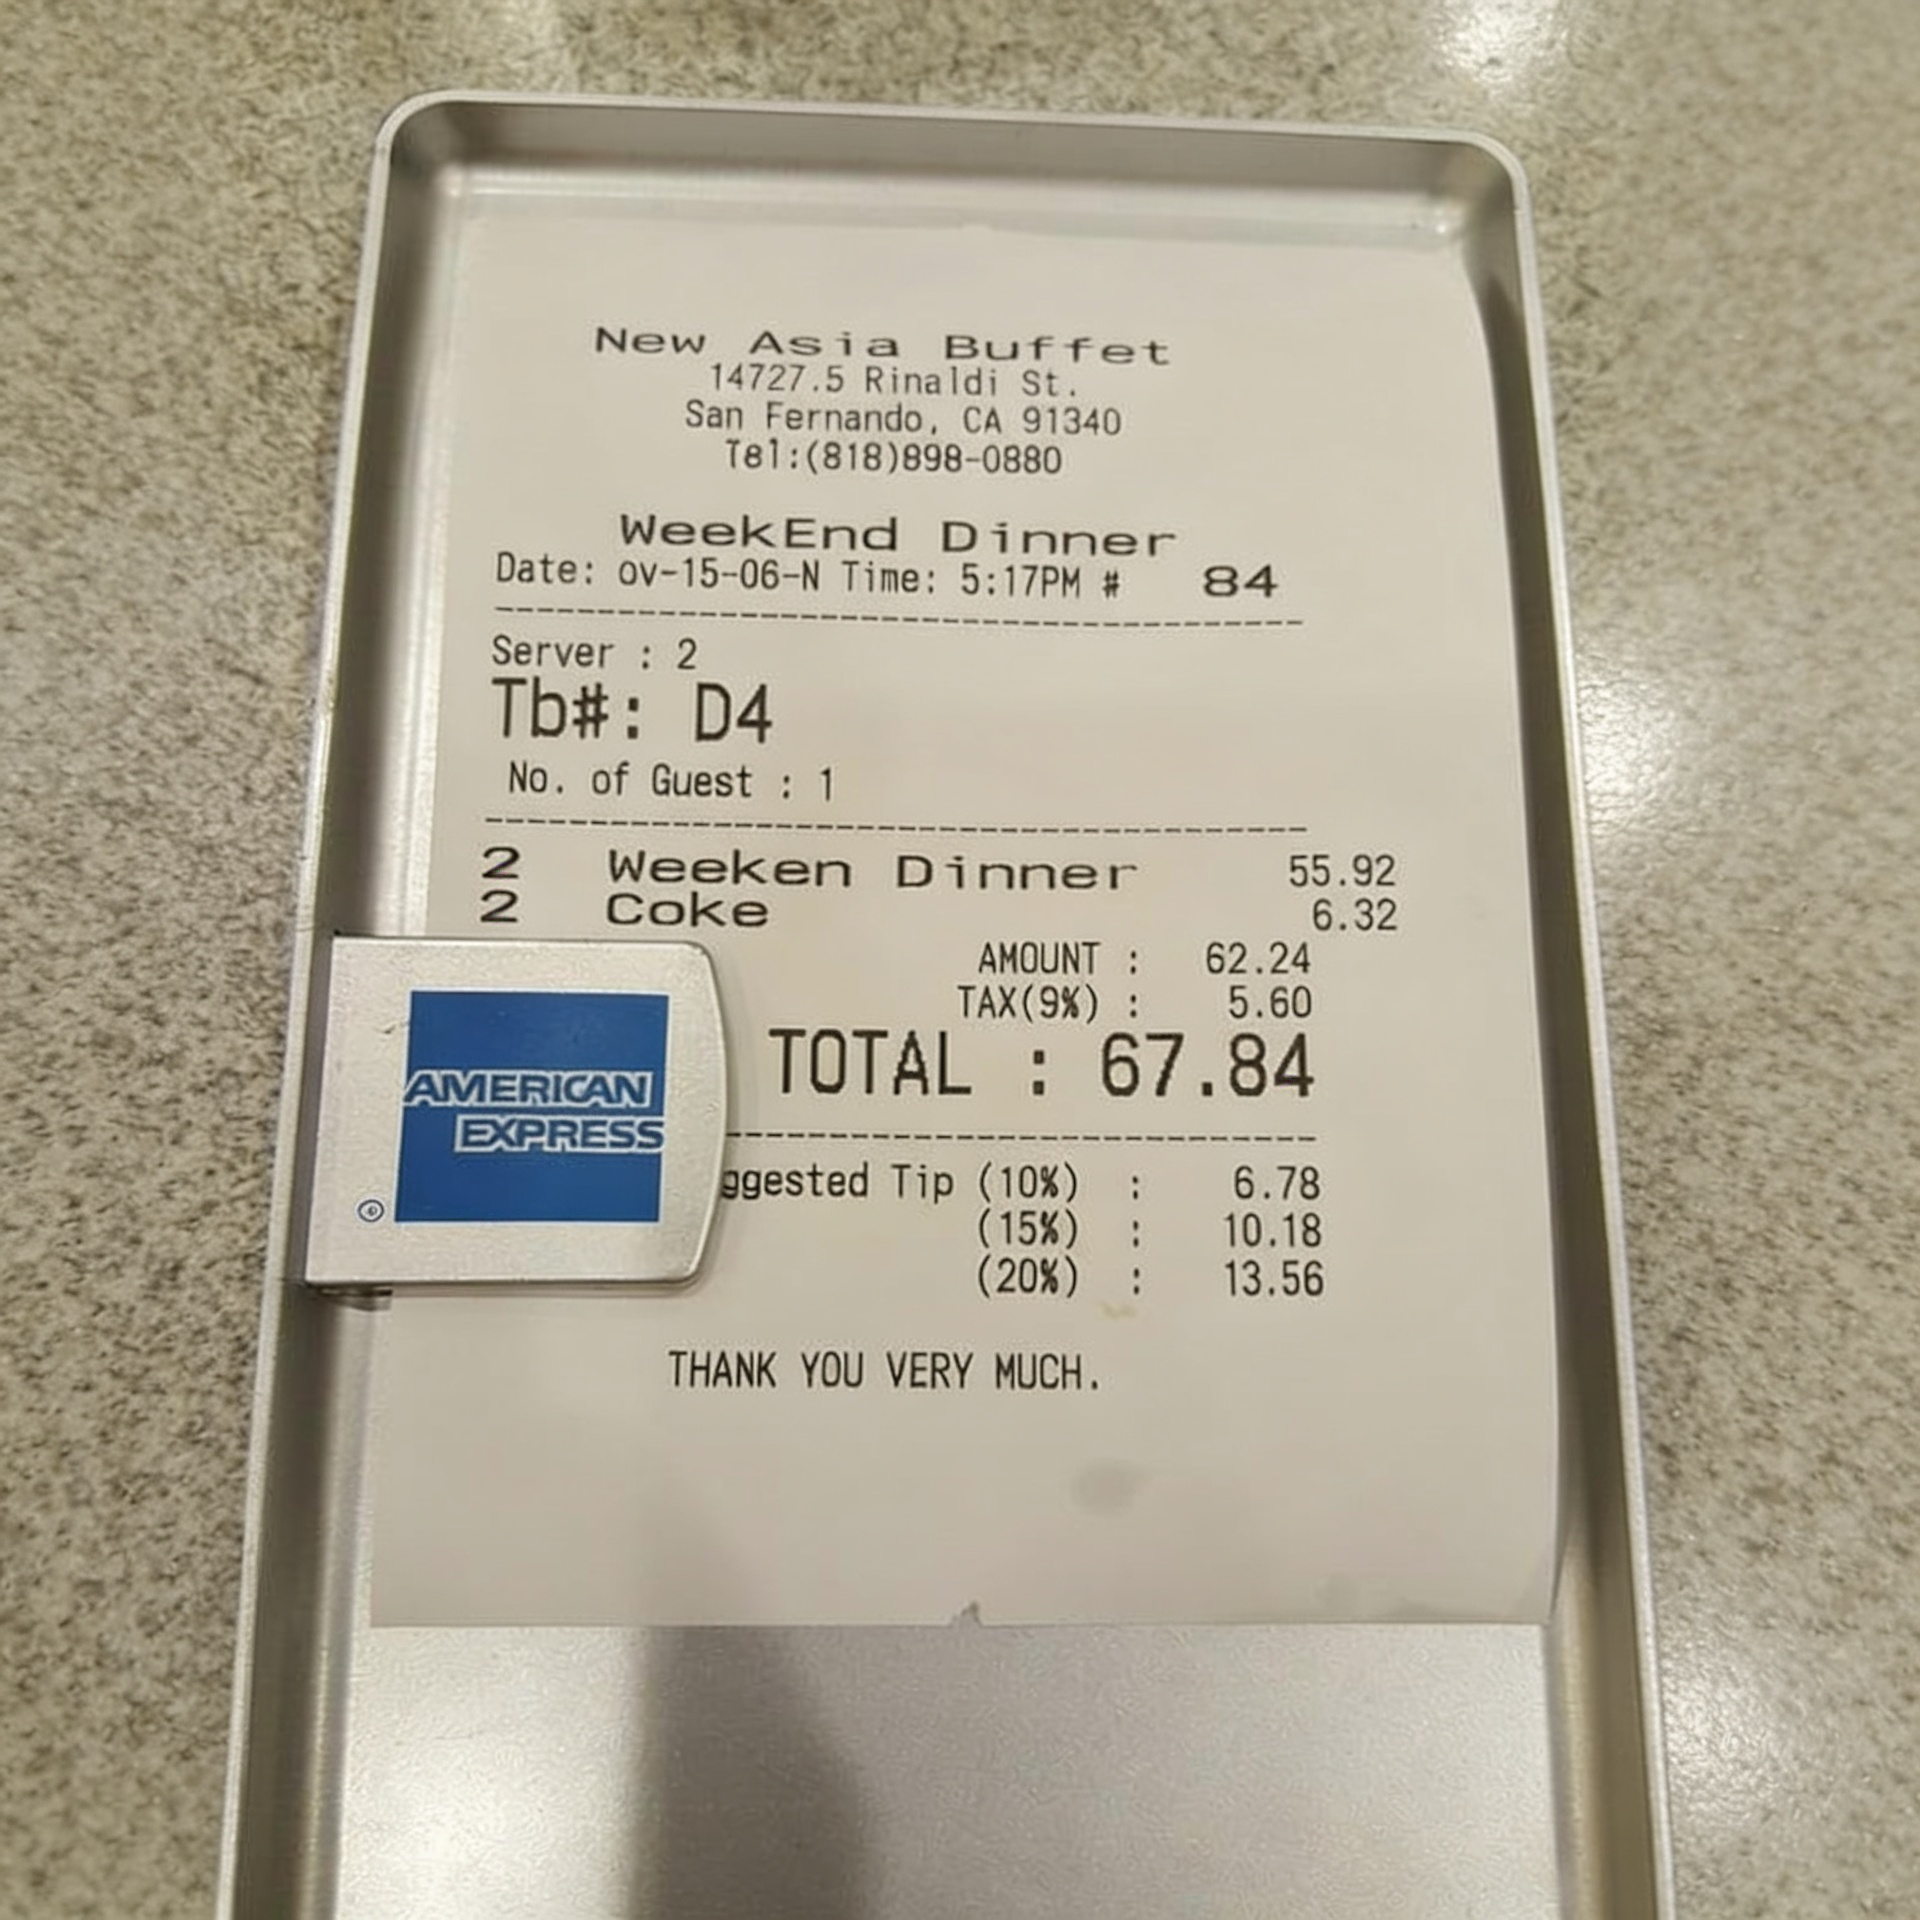 New Asia Buffet
14727.5 Rinaldi St.
San Fernando, CA 91340
Tel:(818)898-0880
WeekEnd Dinner
Date: ov-15-06-N Time: 5:17PM # 84
Server : 2
Tb#: D4
No. of Guest : 1
2 Weeken Dinner 55.92
2 Coke 6.32
AMOUNT : 62.24
TAX(9%) : 5.60
TOTAL : 67.84
AMERICAN
EXPRESS
ggested Tip (10%) : 6.78
(15%) : 10.18
(20%) : 13.56
THANK YOU VERY MUCH.